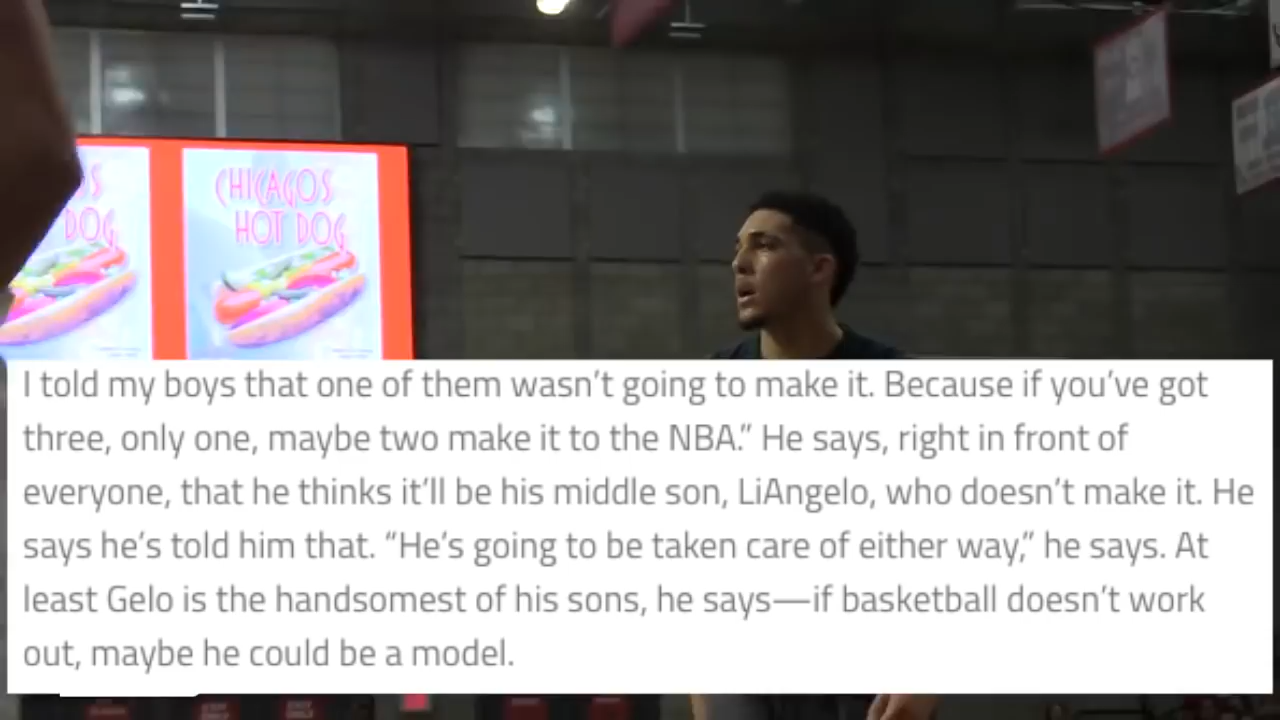 S
DOG
CHICAGOS
HOT DOG
I told my boys that one of them wasn’t going to make it. Because if you’ve got
three, only one, maybe two make it to the NBA.” He says, right in front of
everyone, that he thinks it’ll be his middle son, LiAngelo, who doesn’t make it. He
says he’s told him that. “He’s going to be taken care of either way,” he says. At
least Gelo is the handsomest of his sons, he says—if basketball doesn’t work
out, maybe he could be a model.